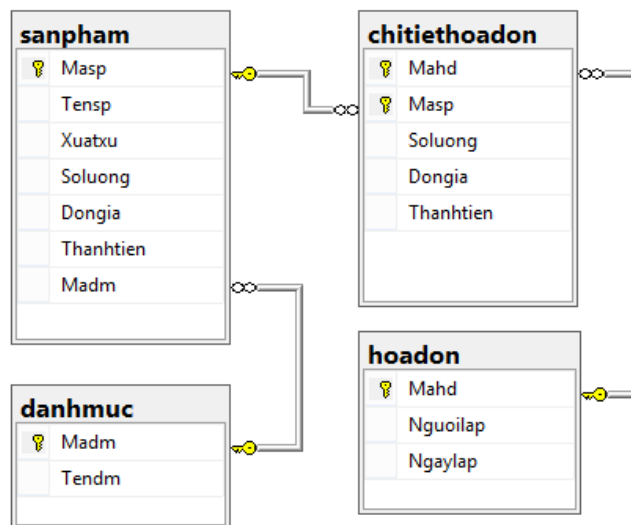 sanpham
Masp
Tensp
Xuatxu
Soluong
Dongia
Thanhtien
Madm
danhmuc
Madm
Tendm
chitiethoadon
Mahd
Masp
Soluong
Dongia
Thanhtien
hoadon
Mahd
Nguoilap
Ngaylap